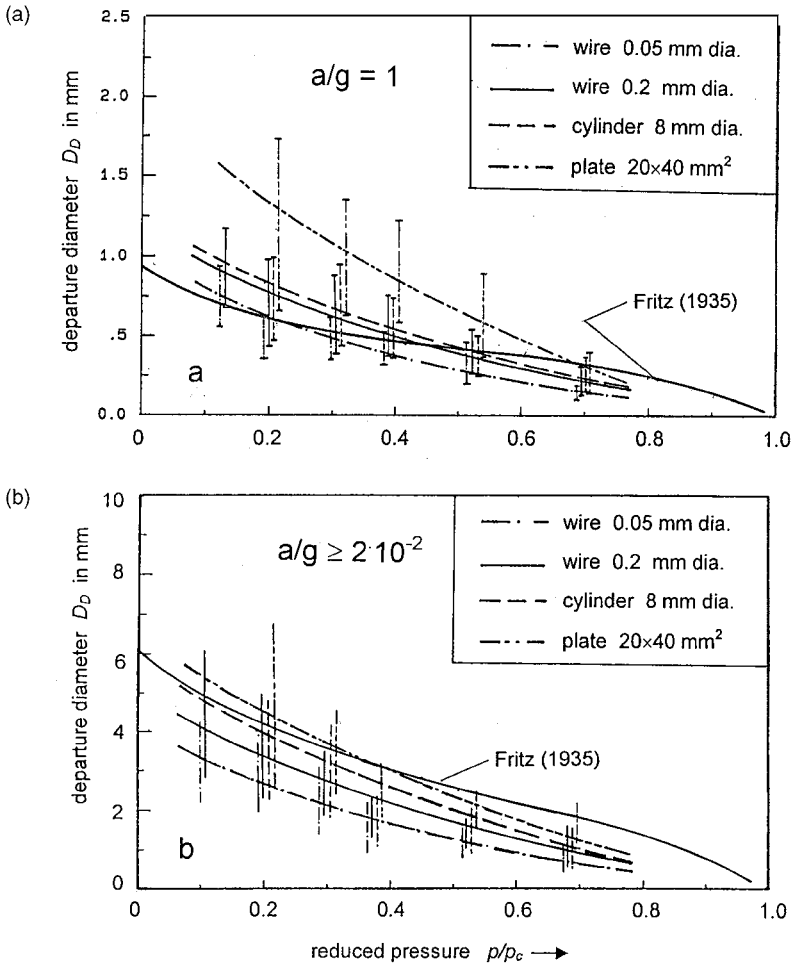 (a)
2.5
2.0
1.5
1.0
.5
0.0
departure diameter D_D in mm
a/g = 1
wire 0.05 mm dia.
wire 0.2 mm dia.
cylinder 8 mm dia.
plate 20×40 mm²
Fritz (1935)
a
0 0.2 0.4 0.6 0.8 1.0
(b)
10
8
6
4
2
0
departure diameter D_D in mm
a/g ≥ 2·10⁻²
wire 0.05 mm dia.
wire 0.2 mm dia.
cylinder 8 mm dia.
plate 20×40 mm²
Fritz (1935)
b
0 0.2 0.4 0.6 0.8 1.0
reduced pressure p/p_c →